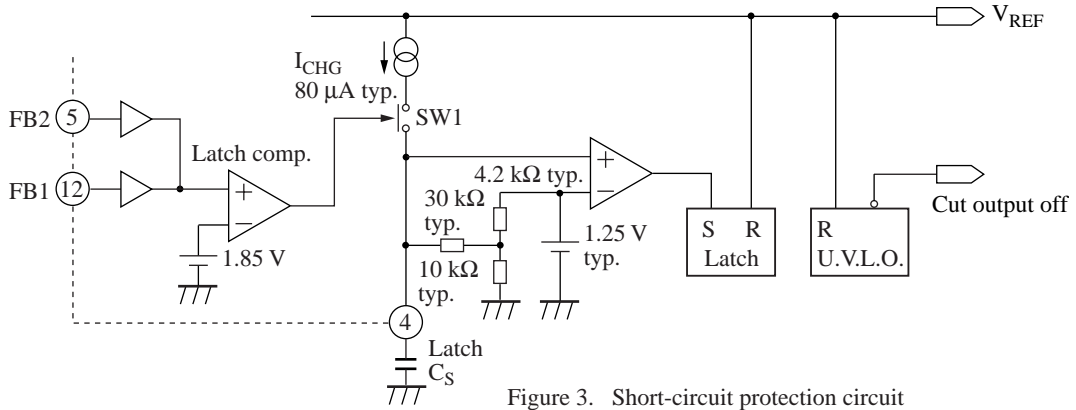 V_REF
I_CHG
80 μA typ.
5
FB2
SW1
Latch comp.
+
4.2 kΩ typ.
12
FB1
+
−
−
30 kΩ
typ.
Cut output off
1.85 V
1.25 V
typ.
S R
Latch
R
U.V.L.O.
10 kΩ
typ.
4
Latch
C_S
Figure 3. Short-circuit protection circuit